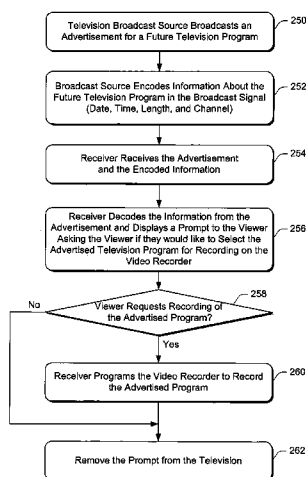 Television Broadcast Source Broadcasts an
Advertisement for a Future Television Program
250
Broadcast Source Encodes Information About the
Future Television Program in the Broadcast Signal
(Date, Time, Length, and Channel)
252
Receiver Receives the Advertisement
and the Encoded Information
254
Receiver Decodes the Information from the
Advertisement and Displays a Prompt to the Viewer
Asking the Viewer if they would like to Select the
Advertised Television Program for Recording on the
Video Recorder
256
258
No
Viewer Requests Recording of
the Advertised Program?
Yes
Receiver Programs the Video Recorder to Record
the Advertised Program
260
Remove the Prompt from the Television
262